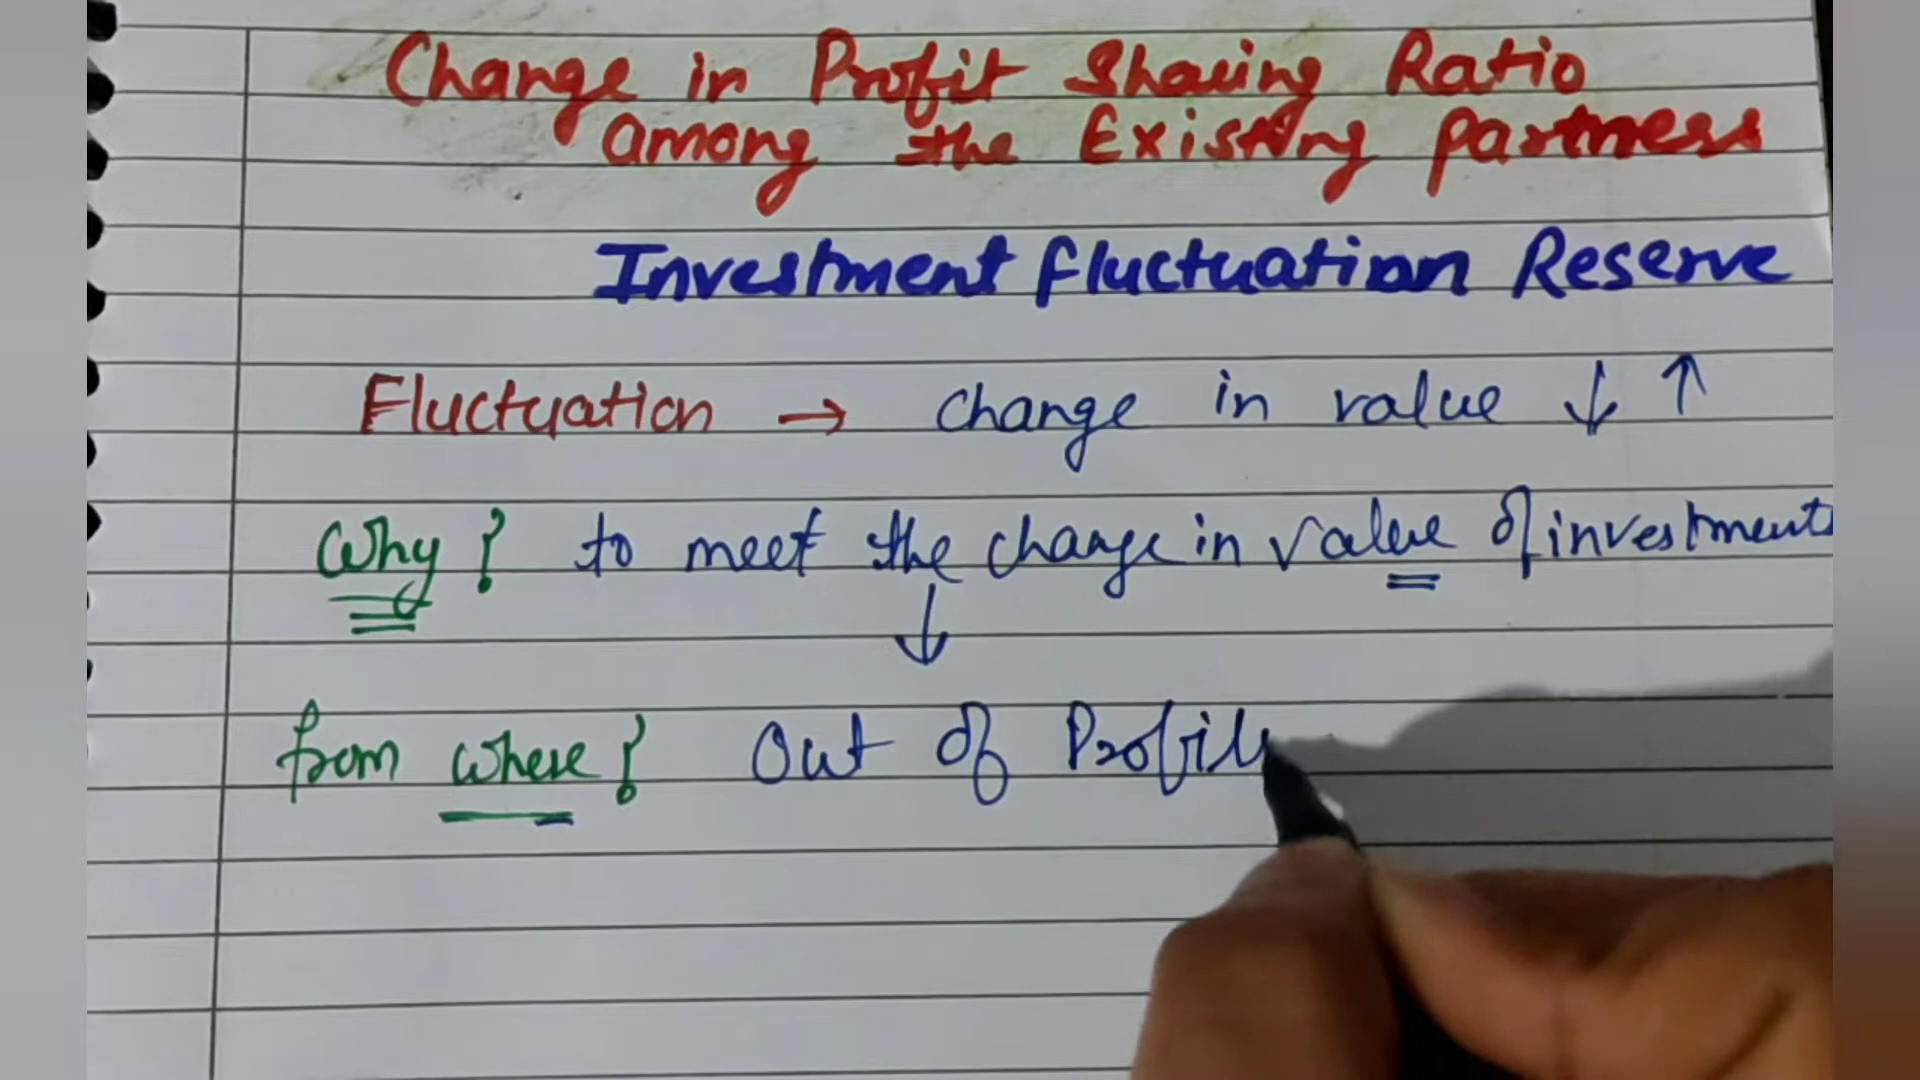 Change in Profit Sharing Ratio
among the Existing partners
Investment fluctuation Reserve
Fluctuation → change in value ↓ ↑
Why? to meet the change in value of investments
↓
from where? Out of Profits